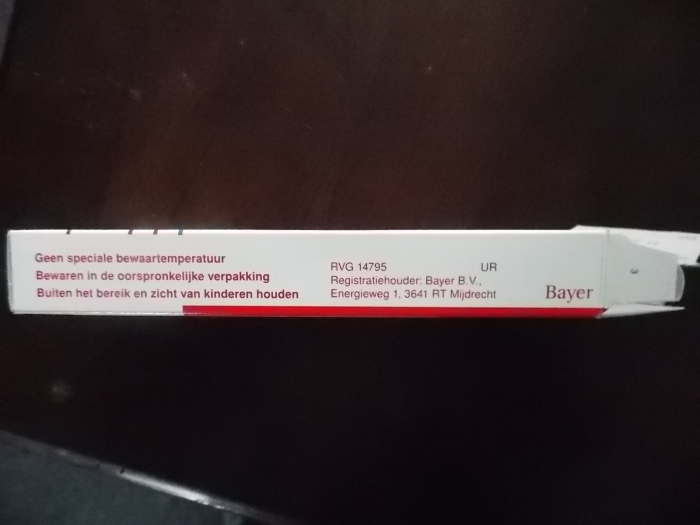 Geen speciale bewaartemperatuur
Bewaren in de oorspronkelijke verpakking
Buiten het bereik en zicht van kinderen houden
RVG 14795 UR
Registratiehouder: Bayer B.V.,
Energieweg 1, 3641 RT Mijdrecht
Bayer
3